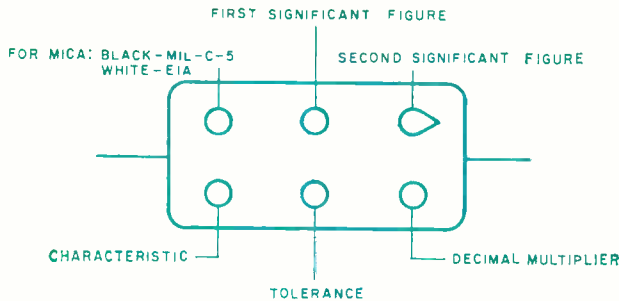 FIRST SIGNIFICANT FIGURE
FOR MICA: BLACK-MIL-C-5
WHITE-EIA
SECOND SIGNIFICANT FIGURE
CHARACTERISTIC
DECIMAL MULTIPLIER
TOLERANCE